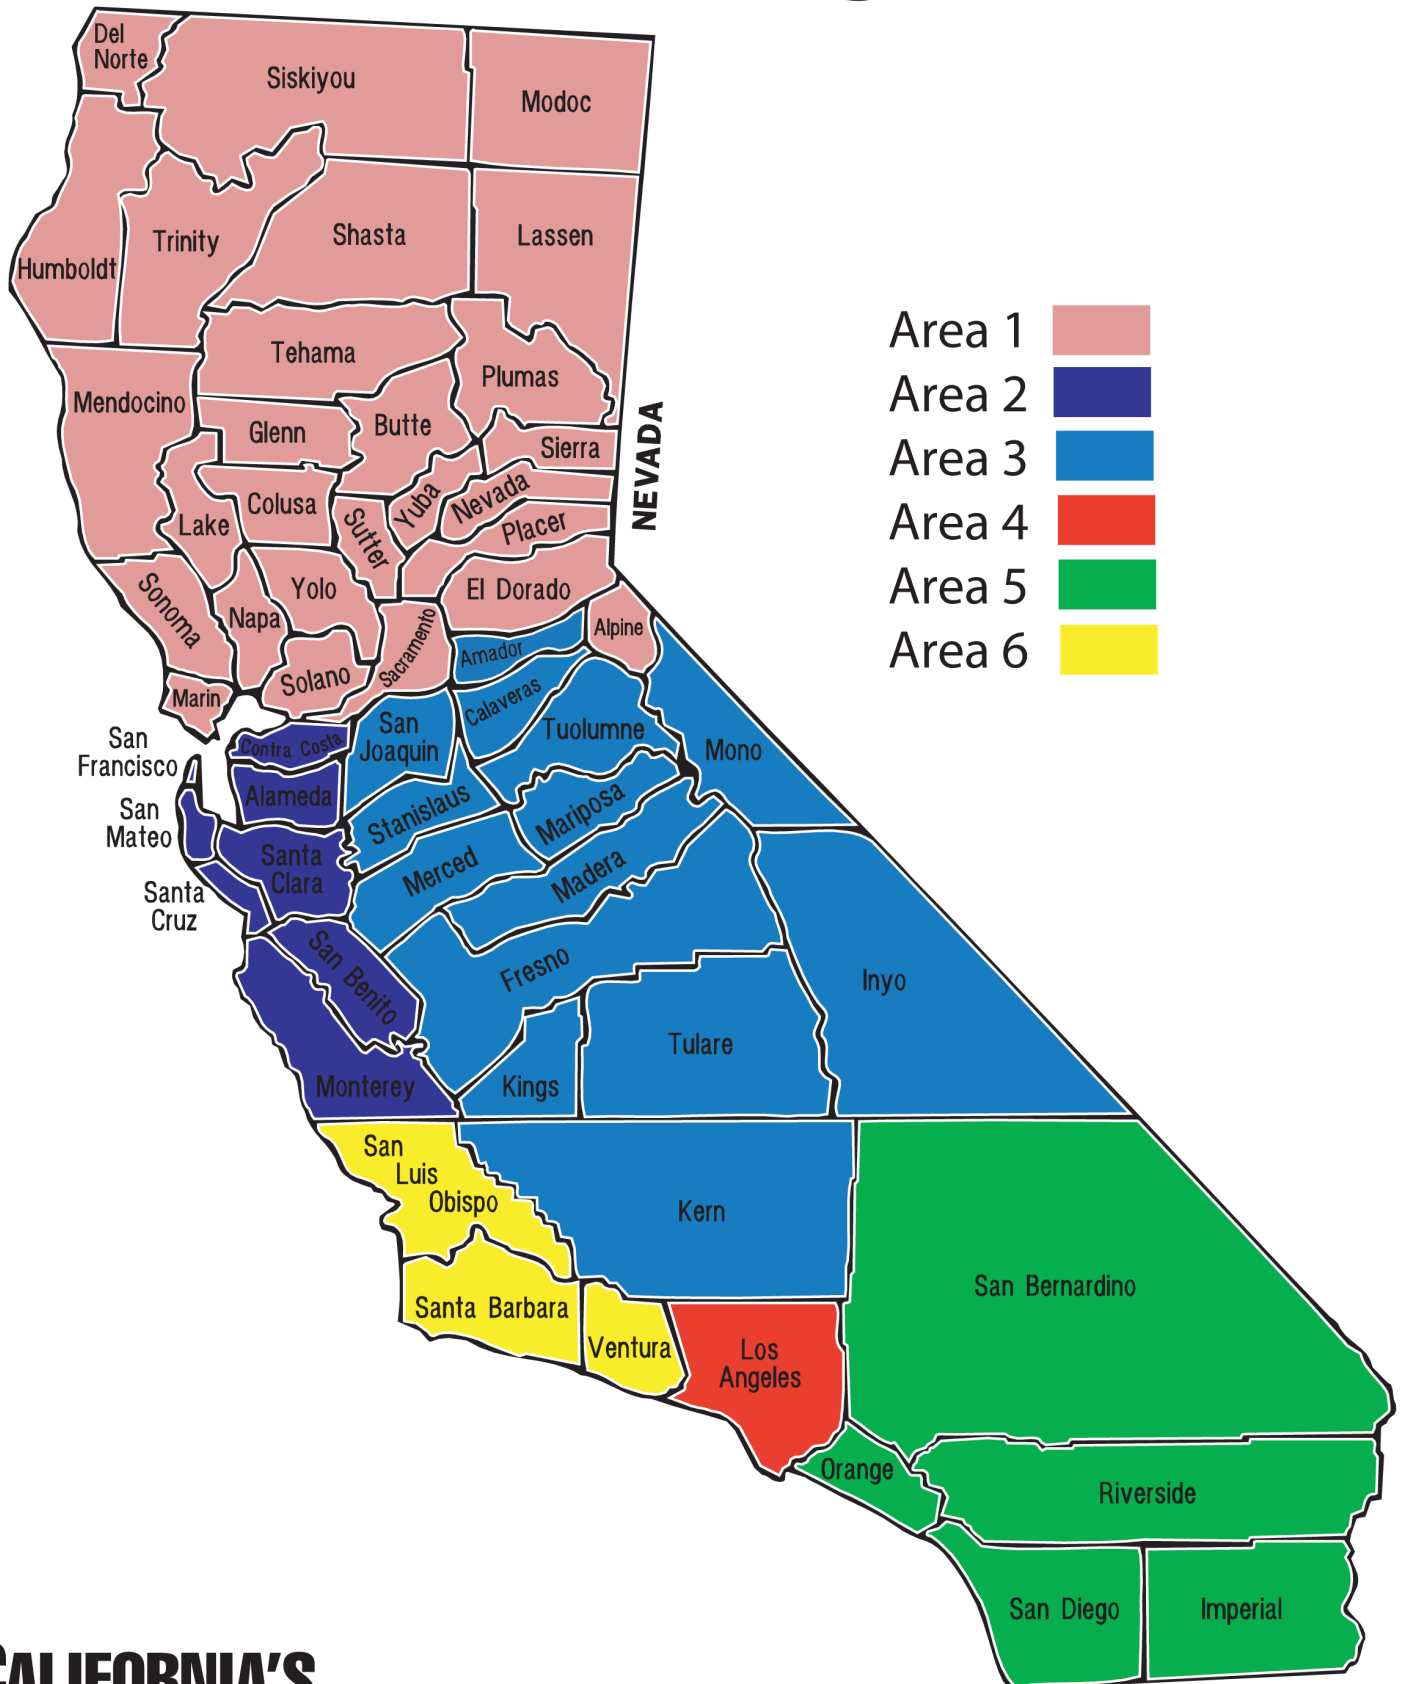 Del
Norte
Siskiyou
Modoc
Humboldt
Trinity
Shasta
Lassen
Mendocino
Tehama
Plumas
Glenn
Butte
Sierra
NEVADA
Lake
Colusa
Sutter
Yuba
Nevada
Placer
Sonoma
Napa
Yolo
El Dorado
Marin
Solano
Sacramento
Amador
Alpine
San
Francisco
Contra Costa
San
Joaquin
Calaveras
Tuolumne
Mono
San
Mateo
Alameda
Stanislaus
Mariposa
Santa
Cruz
Santa
Clara
Merced
Madera
San Benito
Fresno
Inyo
Monterey
Kings
Tulare
San
Luis
Obispo
Kern
San Bernardino
Santa Barbara
Ventura
Los
Angeles
Orange
Riverside
San Diego
Imperial
Area 1
Area 2
Area 3
Area 4
Area 5
Area 6
CALIFORNIA'S